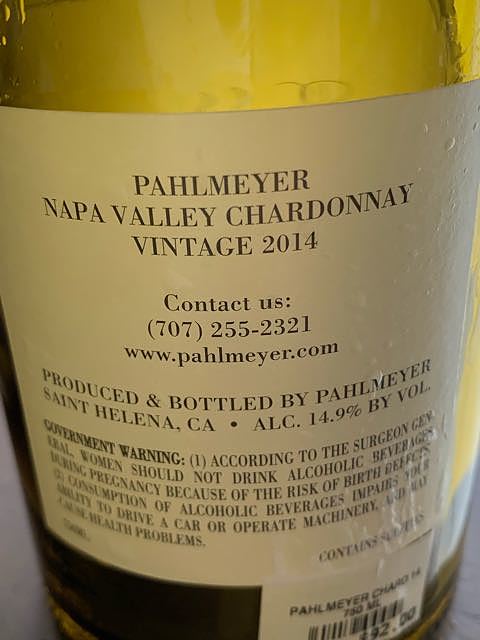 PAHLMEYER
NAPA VALLEY CHARDONNAY
VINTAGE 2014
Contact us:
(707) 255-2321
www.pahlmeyer.com
PRODUCED & BOTTLED BY PAHLMEYER
SAINT HELENA, CA • ALC. 14.9% BY VOL.
GOVERNMENT WARNING: (1) ACCORDING TO THE SURGEON GEN-
ERAL, WOMEN SHOULD NOT DRINK ALCOHOLIC BEVERAGES
DURING PREGNANCY BECAUSE OF THE RISK OF BIRTH DEFECTS.
(2) CONSUMPTION OF ALCOHOLIC BEVERAGES IMPAIRS YOUR
ABILITY TO DRIVE A CAR OR OPERATE MACHINERY, AND MAY
CAUSE HEALTH PROBLEMS.
CONTAINS SULFITES
PAHLMEYER CHARD 14
750 ML